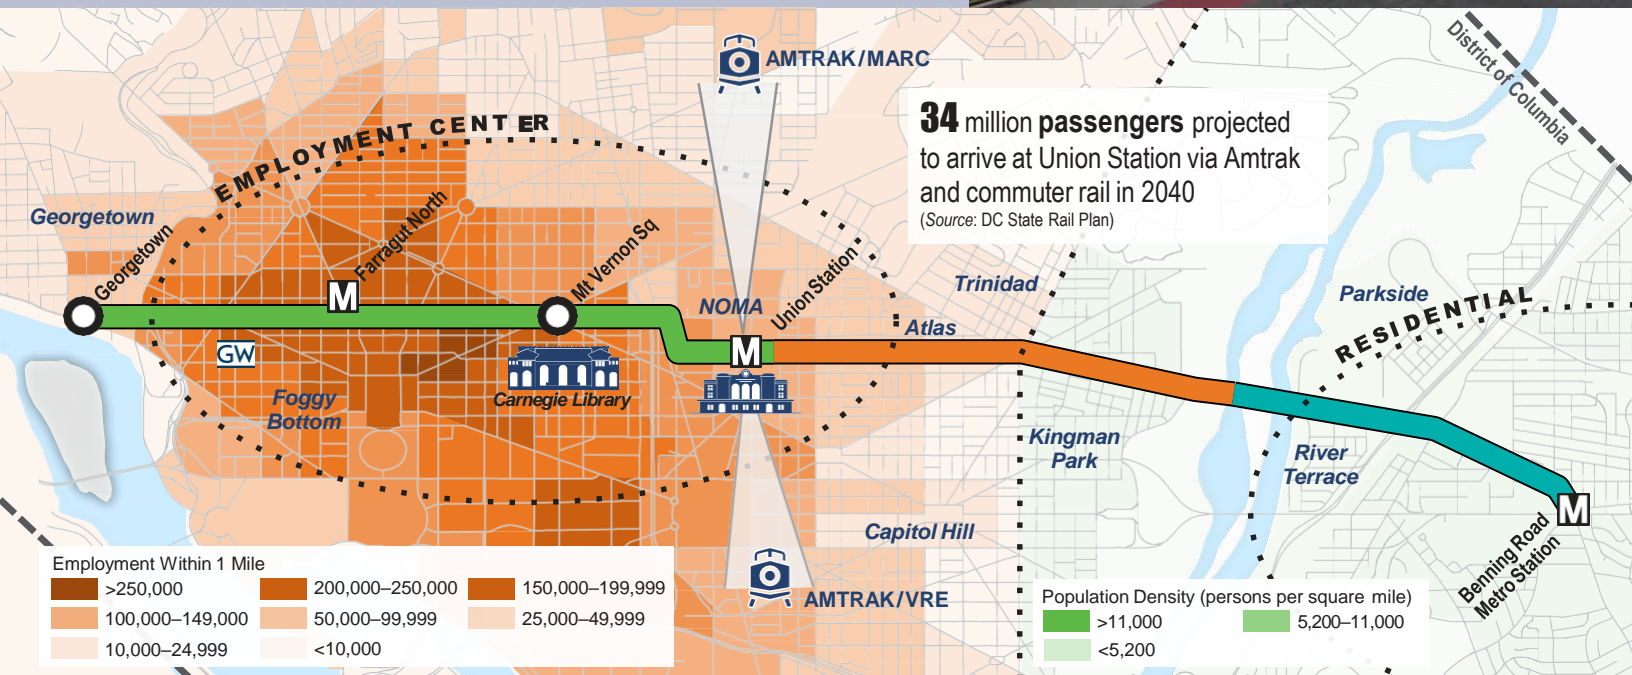 AMTRAK/MARC
District of Columbia
34 million passengers projected
to arrive at Union Station via Amtrak
and commuter rail in 2040
(Source: DC State Rail Plan)
EMPLOYMENT CENTER
Georgetown
Georgetown
M
Farragut North
Mt Vernon Sq
NOMA
Union Station
M
Trinidad
Atlas
Parkside
RESIDENTIAL
GW
Foggy
Bottom
Carnegie Library
Kingman
Park
River
Terrace
Capitol Hill
M
Benning Road
Metro Station
AMTRAK/VRE
Employment Within 1 Mile
>250,000
200,000–250,000
150,000–199,999
100,000–149,000
50,000–99,999
25,000–49,999
10,000–24,999
<10,000
Population Density (persons per square mile)
>11,000
5,200–11,000
<5,200